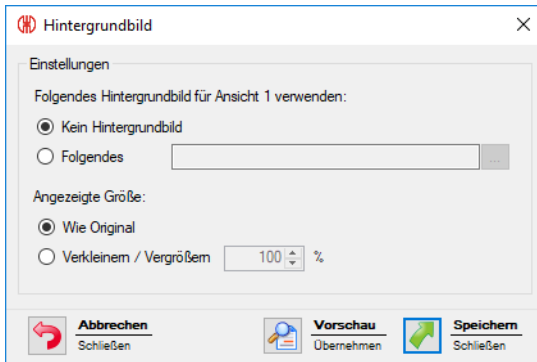 Hintergrundbild
Einstellungen
Folgendes Hintergrundbild für Ansicht 1 verwenden:
Kein Hintergrundbild
Folgendes ...
Angezeigte Größe:
Wie Original
Verkleinern / Vergrößern 100 %
Abbrechen Vorschau Speichern
Schließen Übernehmen Schließen